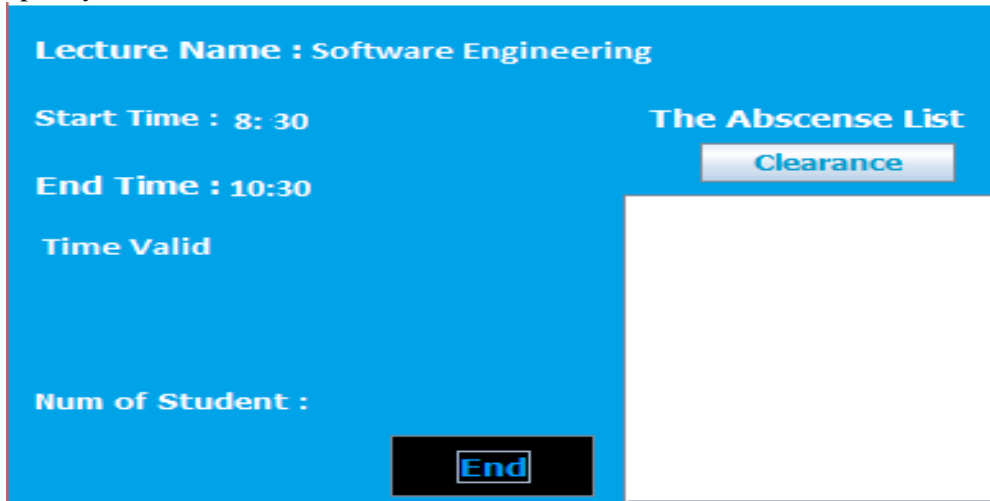 Lecture Name : Software Engineering
Start Time : 8: 30
The Abscense List
Clearance
End Time : 10:30
Time Valid
Num of Student :
End